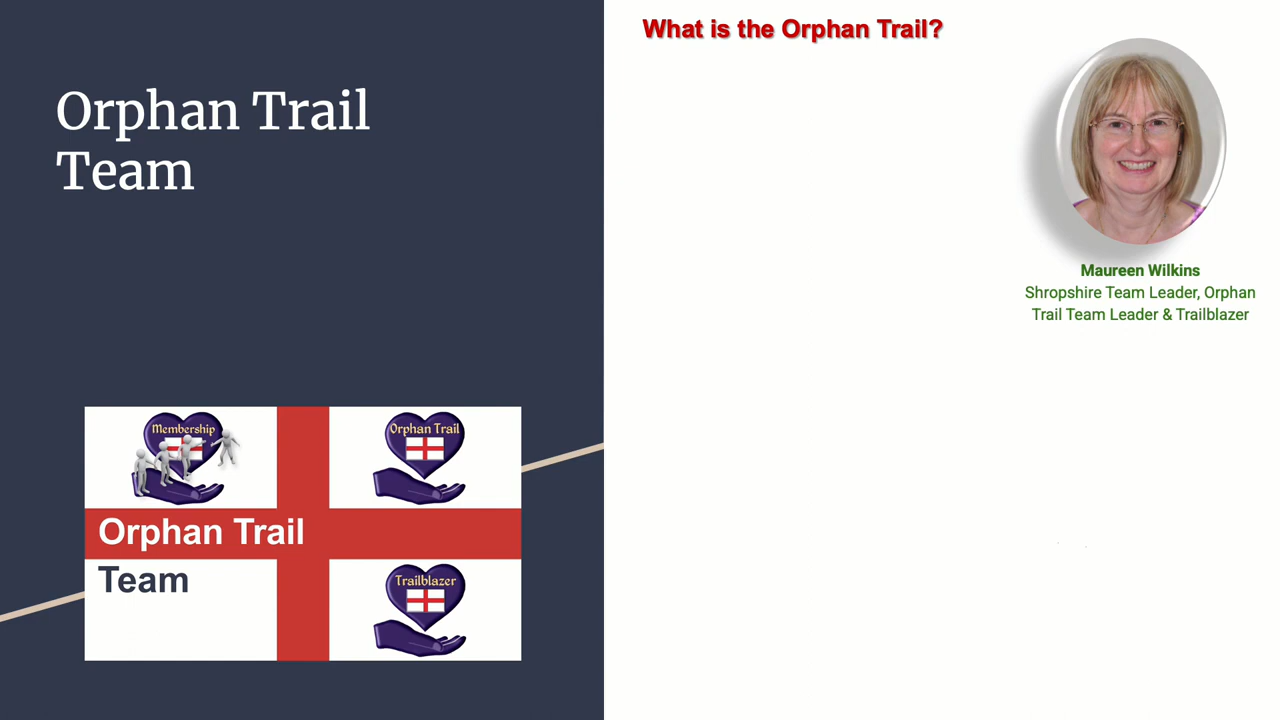 Orphan Trail
Team
Membership
Orphan Trail
Orphan Trail
Team
Trailblazer
What is the Orphan Trail?
Maureen Wilkins
Shropshire Team Leader, Orphan
Trail Team Leader & Trailblazer